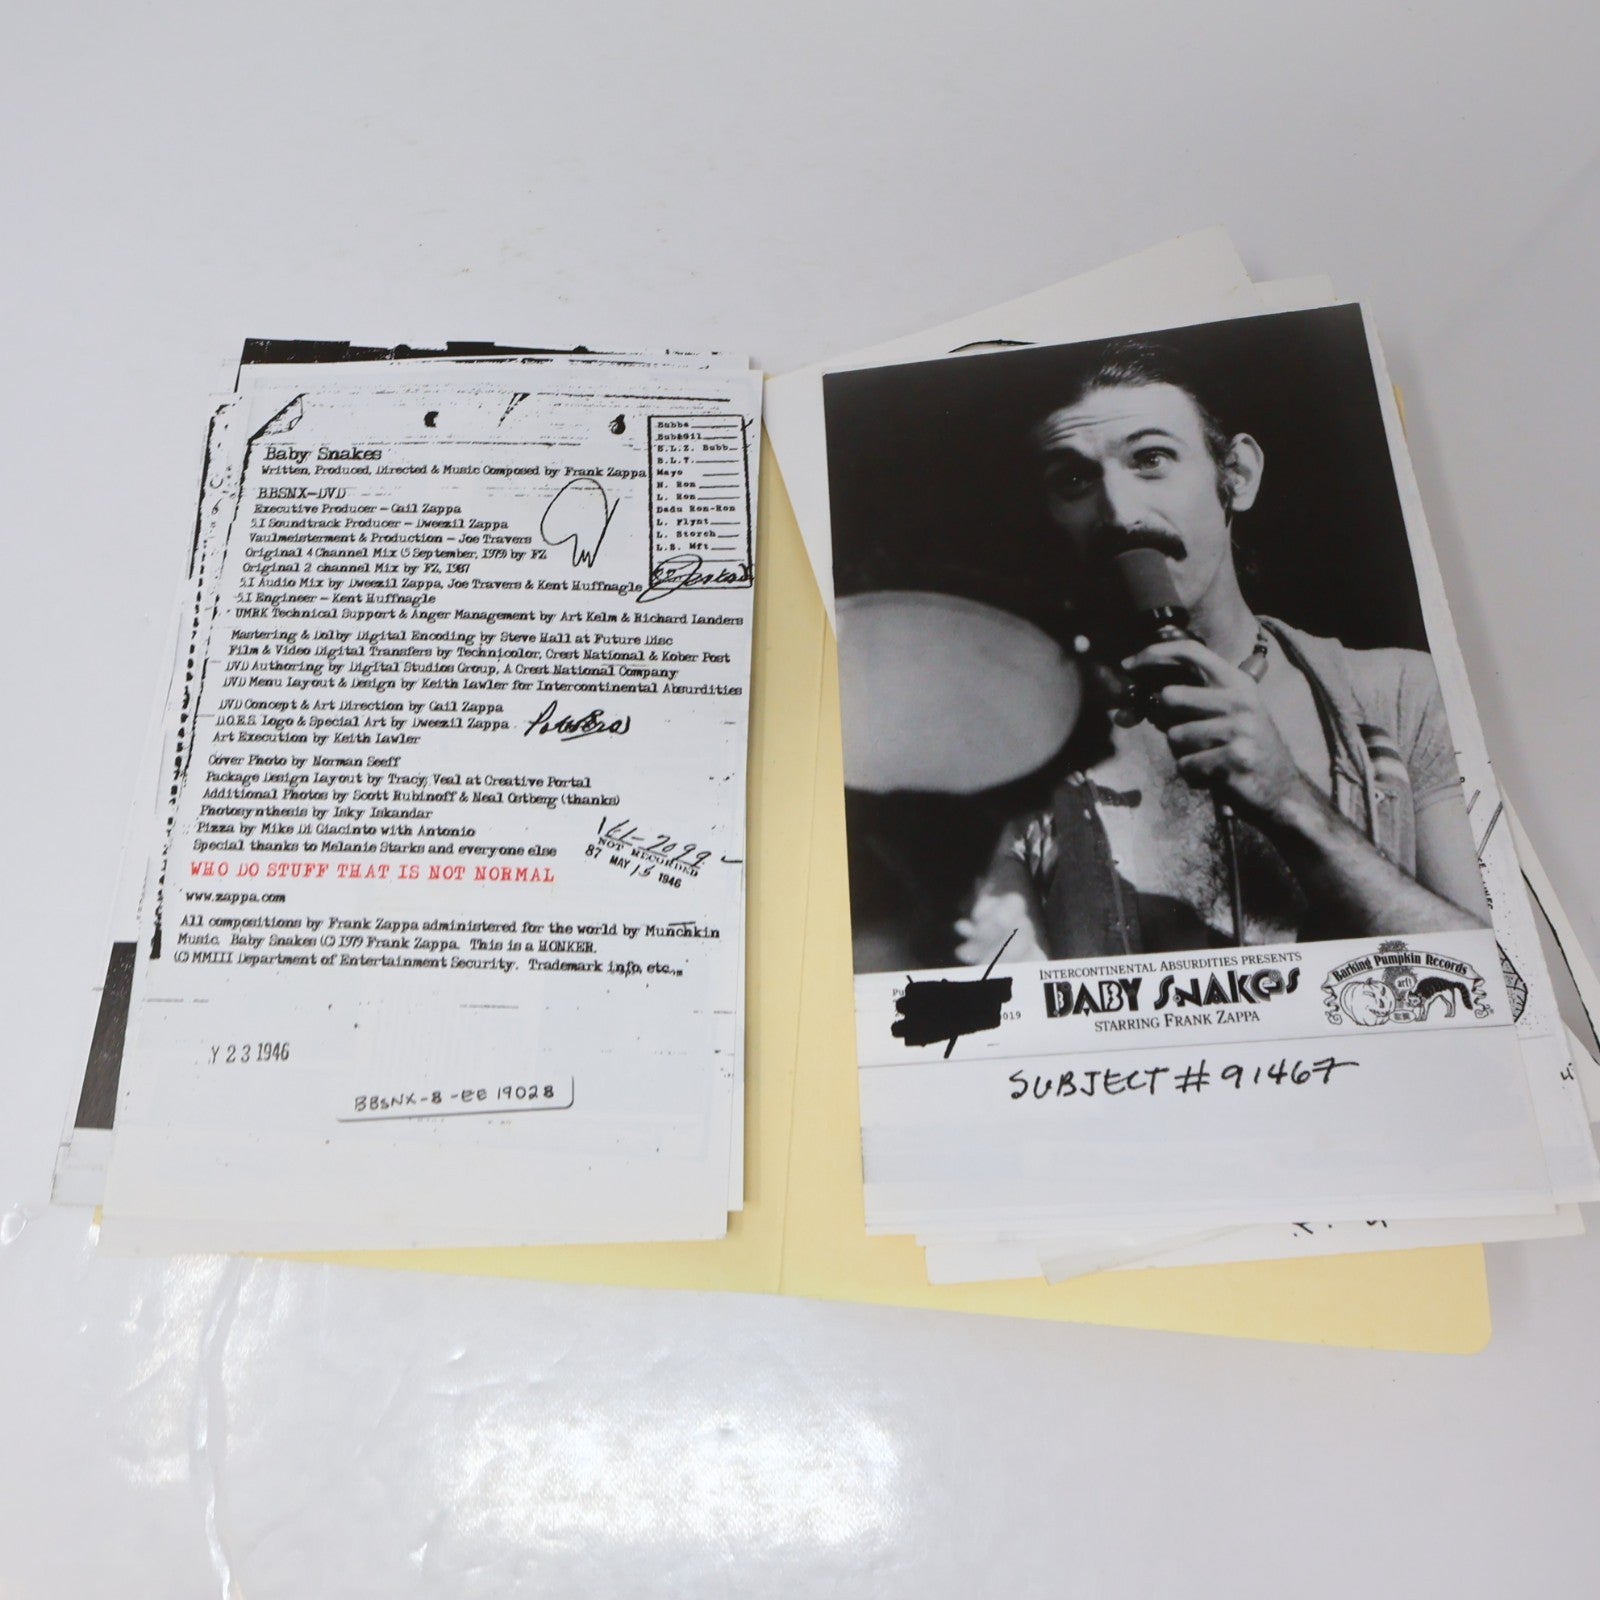 Baby Snakes
Written, Produced, Directed & Music Composed by Frank Zappa
BBSNX-DVD
Executive Producer - Gail Zappa
5.1 Soundtrack Producer - Dweezil Zappa
Vaulmeisterment & Production - Joe Travers
Original 4 Channel Mix (5 September, 1979) by FZ
Original 2 channel Mix by FZ, 1987
5.1 Audio Mix by Dweezil Zappa, Joe Travers & Kent Huffnagle
5.1 Engineer - Kent Huffnagle
UMRK Technical Support & Anger Management by Art Kelm & Richard Landers
Mastering & Dolby Digital Encoding by Steve Hall at Future Disc
Film & Video Digital Transfers by Technicolor, Crest National & Kober Post
DVD Authoring by Digital Studios Group, A Crest National Company
DVD Menu Layout & Design by Keith Lawler for Intercontinental Absurdities
DVD Concept & Art Direction by Gail Zappa
D.O.E.S. Logo & Special Art by Dweezil Zappa
Art Execution by Keith Lawler
Cover Photo by Norman Seeff
Package Design Layout by Tracy Veal at Creative Portal
Additional Photos by Scott Rubinoff & Neal Ostberg (thanks)
Photosynthesis by Isky Iskandar
Pizza by Mike Di Giacinto with Antonio
Special thanks to Melanie Starks and everyone else
WHO DO STUFF THAT IS NOT NORMAL
www.zappa.com
All compositions by Frank Zappa administered for the world by Munchkin
Music. Baby Snakes (C) 1979 Frank Zappa. This is a HONKER.
(C) MMIII Department of Entertainment Security. Trademark info, etc...
Bubba
B.L.Z. Bubb
B.L.T.
Mayo
N. Ron
L. Ron
Dadu Ron-Ron
L. Flynt
L. Storch
L.S. Mft
NOT RECORDED
87 MAY 15 1946
Y 23 1946
BBSNX-8-EE 19028
019
INTERCONTINENTAL ABSURDITIES PRESENTS
BABY SNAKES
STARRING FRANK ZAPPA
Barking Pumpkin Records
arf!
SUBJECT # 91467